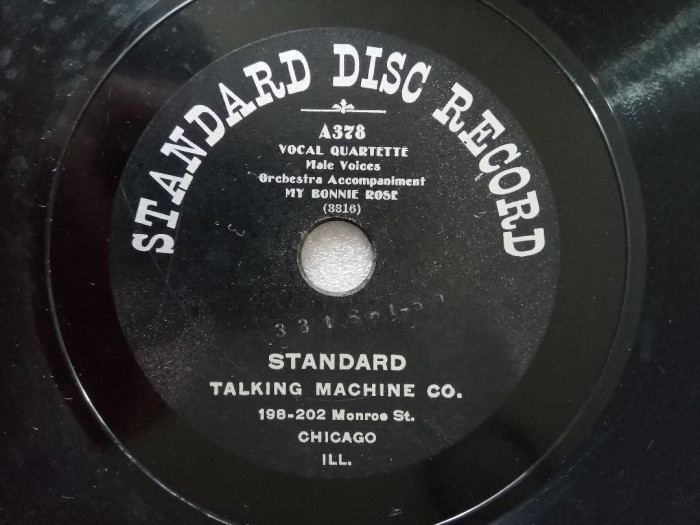 STANDARD DISC RECORD
A378
VOCAL QUARTETTE
Male Voices
Orchestra Accompaniment
MY BONNIE ROSE
(3316)
STANDARD
TALKING MACHINE CO.
198-202 Monroe St.
CHICAGO
ILL.